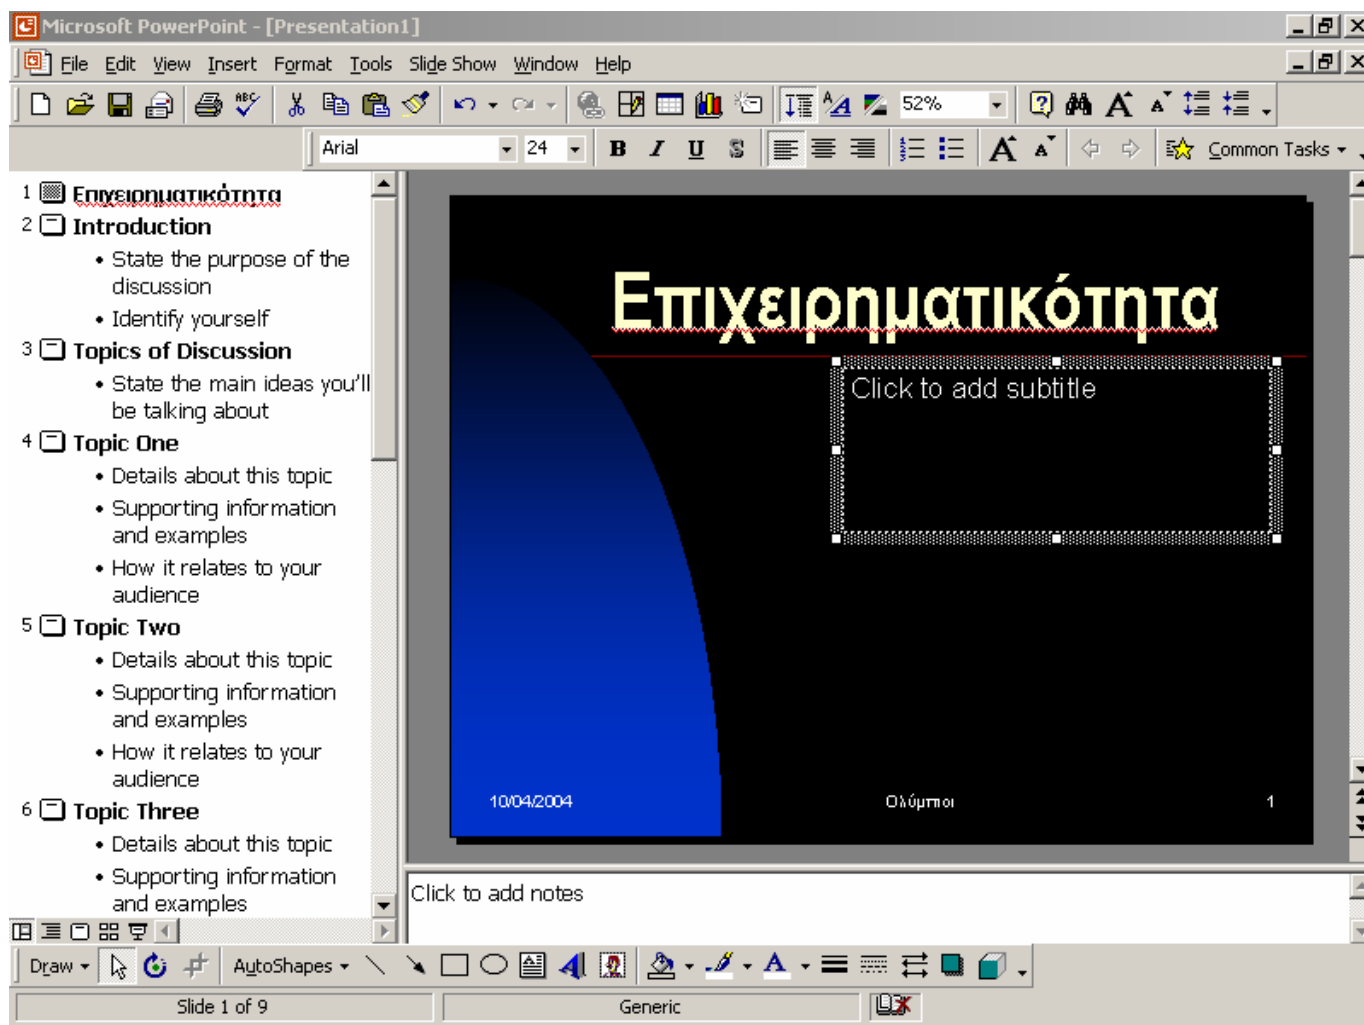 Microsoft PowerPoint - [Presentation1]
File Edit View Insert Format Tools Slide Show Window Help
52%
Arial 24 B I U S Common Tasks
1 Επιχειρηματικότητα
2 Introduction
• State the purpose of the
discussion
• Identify yourself
3 Topics of Discussion
• State the main ideas you'll
be talking about
4 Topic One
• Details about this topic
• Supporting information
and examples
• How it relates to your
audience
5 Topic Two
• Details about this topic
• Supporting information
and examples
• How it relates to your
audience
6 Topic Three
• Details about this topic
• Supporting information
and examples
Επιχειρηματικότητα
Click to add subtitle
10/04/2004 Ολύμποι 1
Click to add notes
Draw AutoShapes
Slide 1 of 9 Generic